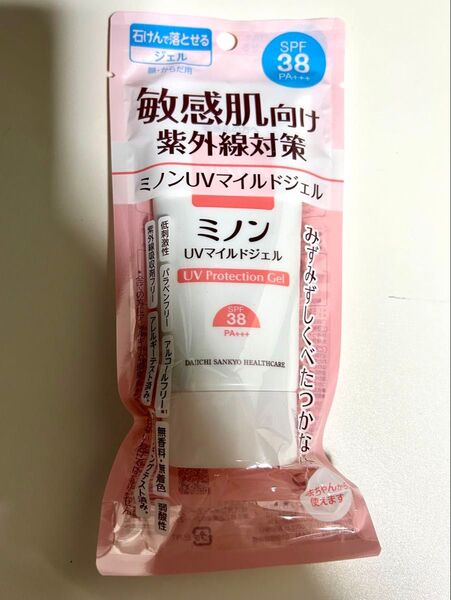 石けんで落とせる
ジェル
顔・からだ用
SPF
38
PA+++
敏感肌向け
紫外線対策
ミノンUVマイルドジェル
ミノン
UVマイルドジェル
UV Protection Gel
SPF
38
PA+++
DAIICHI SANKYO HEALTHCARE
みずみずしくべたつかない
低刺激性
パラベンフリー
アルコールフリー
無香料・無着色
弱酸性
紫外線吸収剤フリー
アレルギーテスト済み
赤ちゃんから
使えます